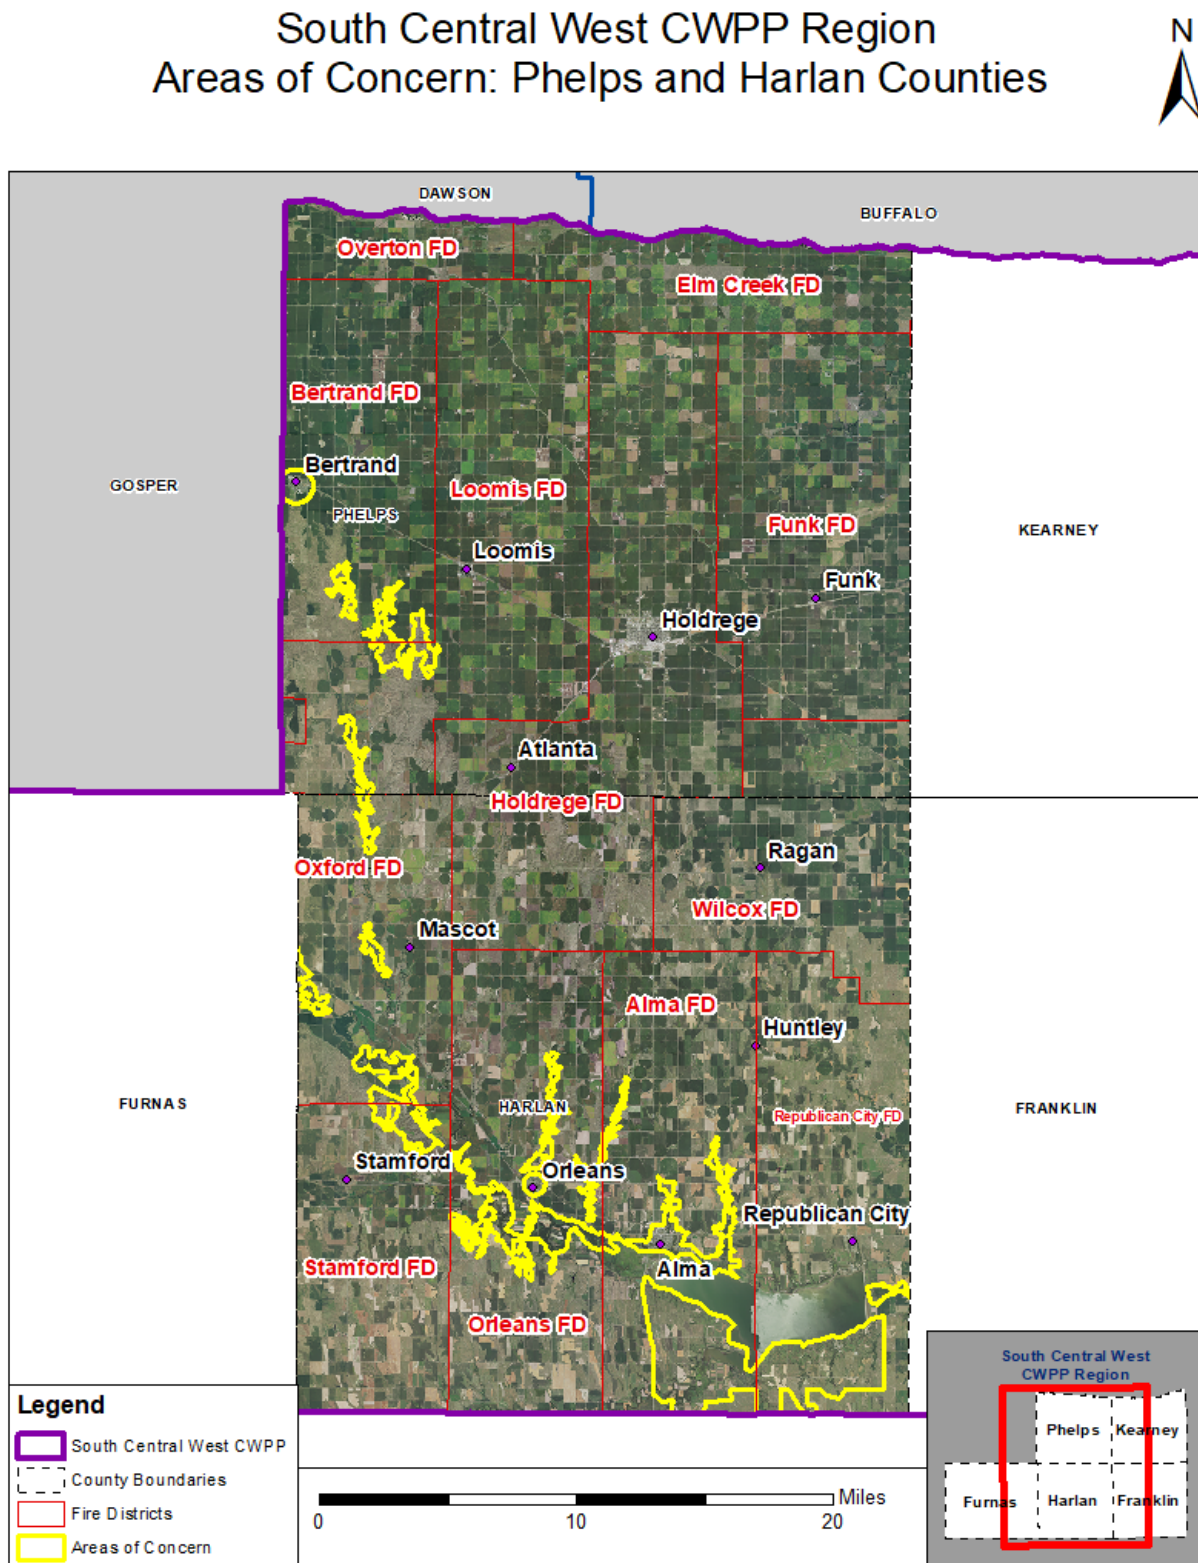 South Central West CWPP Region
Areas of Concern: Phelps and Harlan Counties
N
DAWSON
BUFFALO
Overton FD
Elm Creek FD
Bertrand FD
Bertrand
GOSPER
Loomis FD
PHELPS
Funk FD
KEARNEY
Loomis
Funk
Holdrege
Atlanta
Holdrege FD
Ragan
Oxford FD
Wilcox FD
Mascot
Alma FD
Huntley
FURNAS
HARLAN
Republican City FD
FRANKLIN
Stamford
Orleans
Republican City
Stamford FD
Alma
Orleans FD
Legend
South Central West CWPP
County Boundaries
Fire Districts
Areas of Concern
Miles
0 10 20
South Central West
CWPP Region
Phelps Kearney
Furnas Harlan Franklin